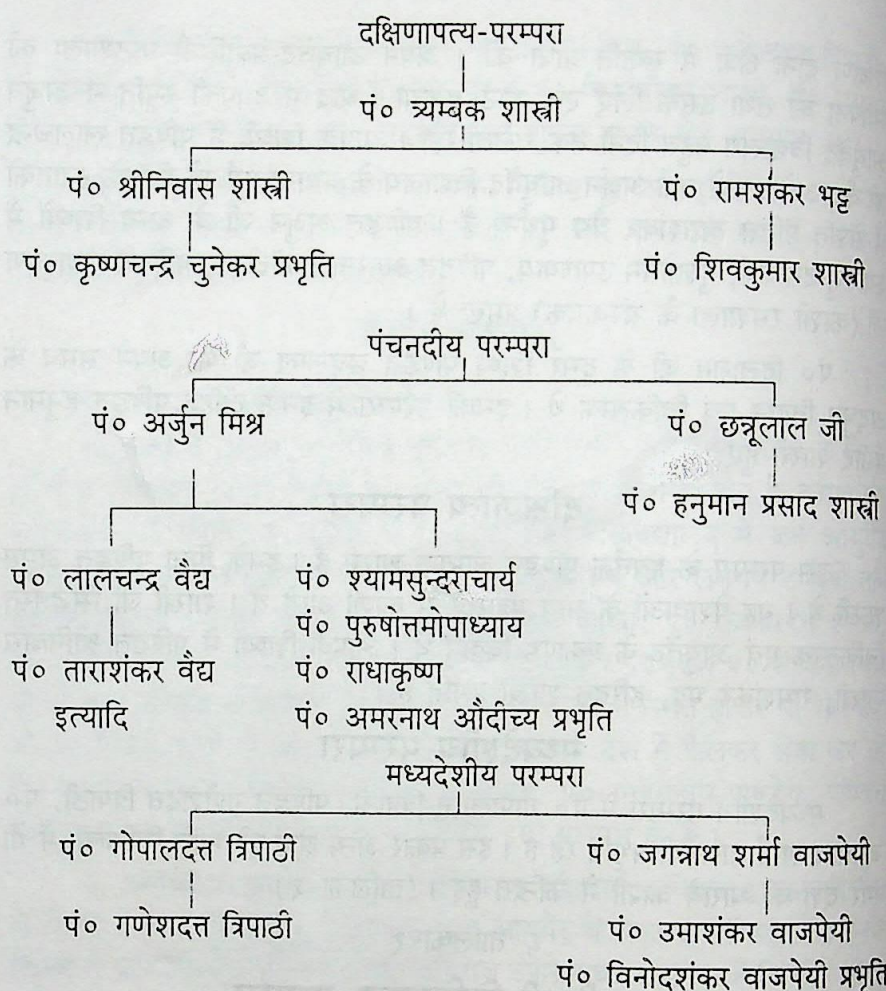 दक्षिणापत्य-परम्परा
पं० त्र्यम्बक शास्त्री
पं० श्रीनिवास शास्त्री पं० रामशंकर भट्ट
पं० कृष्णचन्द्र चुनेकर प्रभृति पं० शिवकुमार शास्त्री
पंचनदीय परम्परा
पं० अर्जुन मिश्र पं० छन्नूलाल जी
पं० हनुमान प्रसाद शास्त्री
पं० लालचन्द्र वैद्य पं० श्यामसुन्दराचार्य
पं० पुरुषोत्तमोपाध्याय
पं० ताराशंकर वैद्य पं० राधाकृष्ण
इत्यादि पं० अमरनाथ औदीच्य प्रभृति
मध्यदेशीय परम्परा
पं० गोपालदत्त त्रिपाठी पं० जगन्नाथ शर्मा वाजपेयी
पं० गणेशदत्त त्रिपाठी पं० उमाशंकर वाजपेयी
पं० विनोदशंकर वाजपेयी प्रभृति